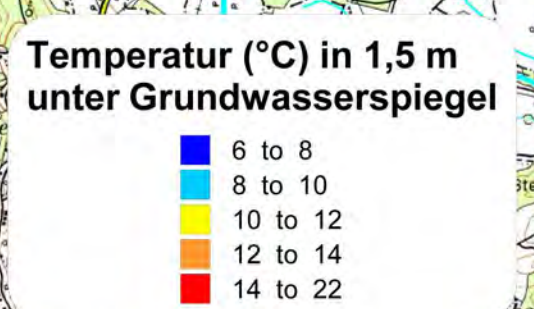 Temperatur (°C) in 1,5 m
unter Grundwasserspiegel
6 to 8
8 to 10
10 to 12
12 to 14
14 to 22